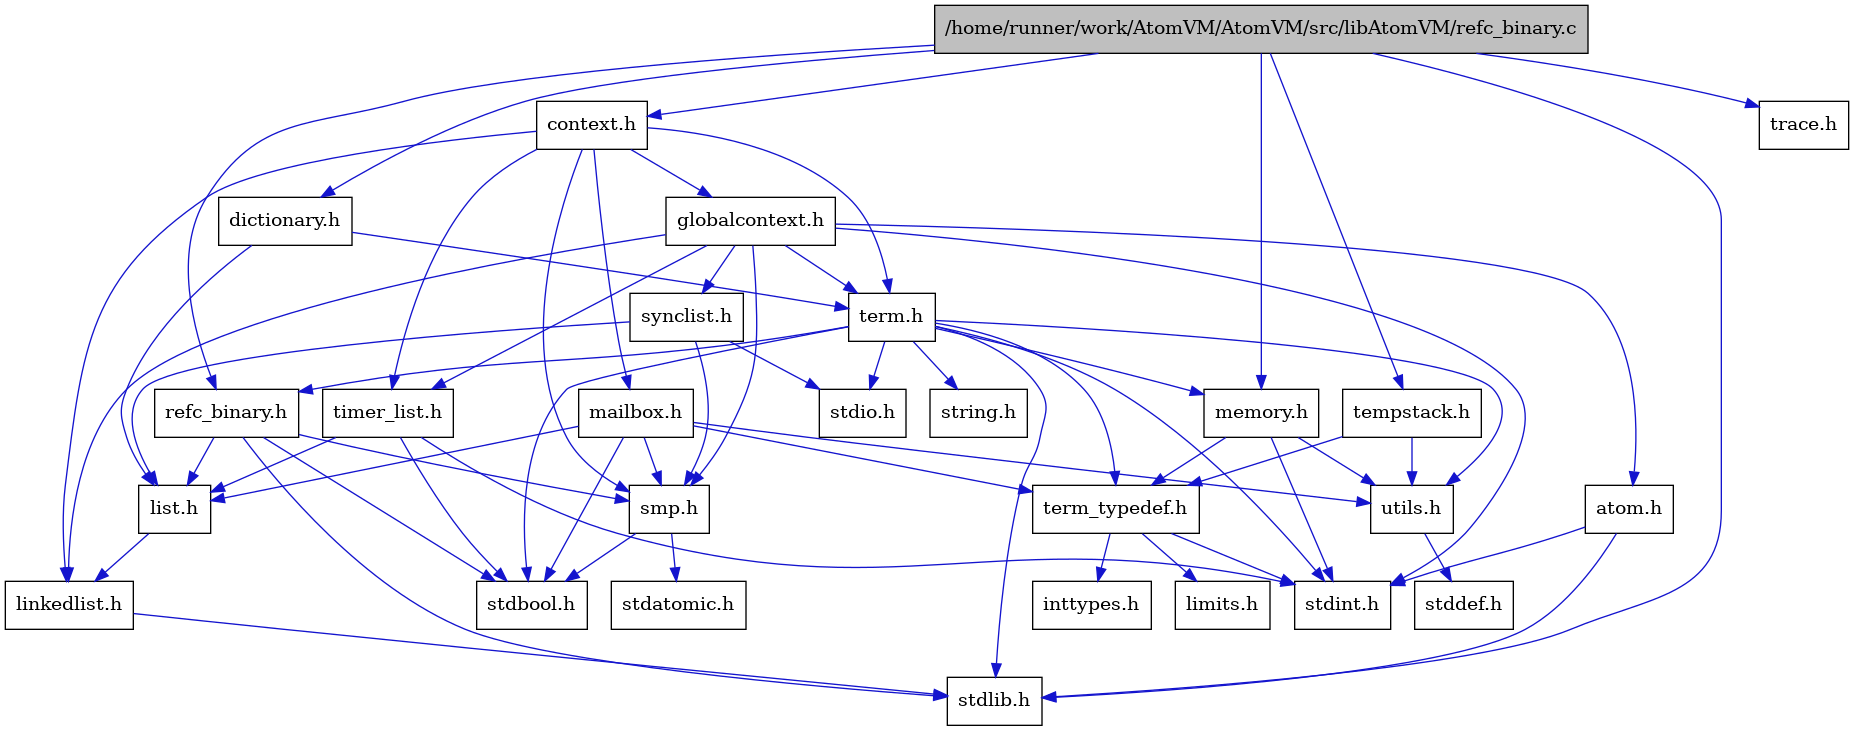 /home/runner/work/AtomVM/AtomVM/src/libAtomVM/refc_binary.c
context.h
trace.h
dictionary.h
globalcontext.h
synclist.h
term.h
refc_binary.h
timer_list.h
mailbox.h
stdio.h
string.h
memory.h
tempstack.h
list.h
smp.h
term_typedef.h
utils.h
atom.h
linkedlist.h
stdbool.h
stdatomic.h
inttypes.h
limits.h
stdint.h
stddef.h
stdlib.h